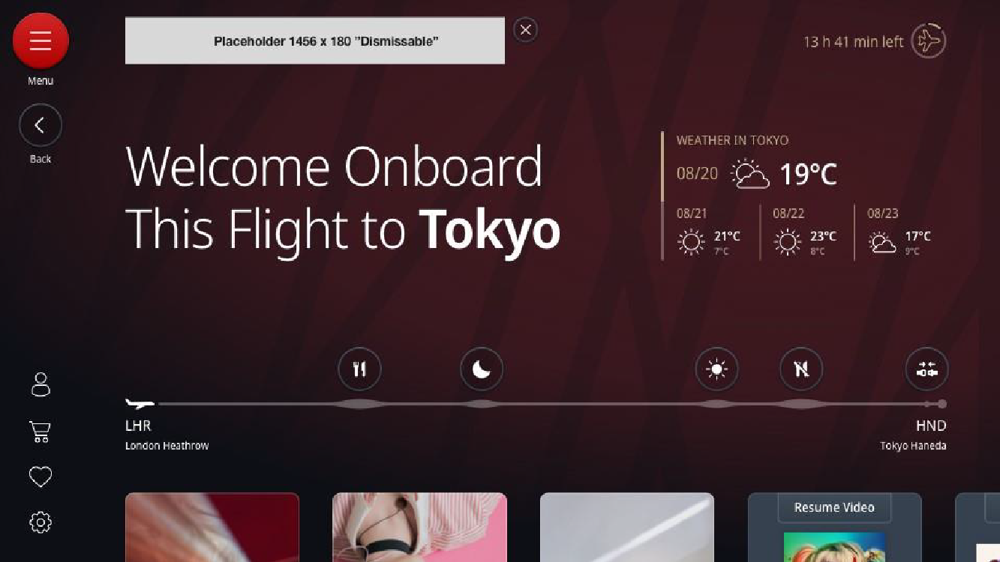 Placeholder 1456 x 180 ”Dismissable”
13 h 41 min left
Menu
Back
Welcome Onboard
This Flight to Tokyo
WEATHER IN TOKYO
08/20 19°C
08/21 08/22 08/23
21°C 23°C 17°C
7°C 8°C 9°C
LHR HND
London Heathrow Tokyo Haneda
Resume Video